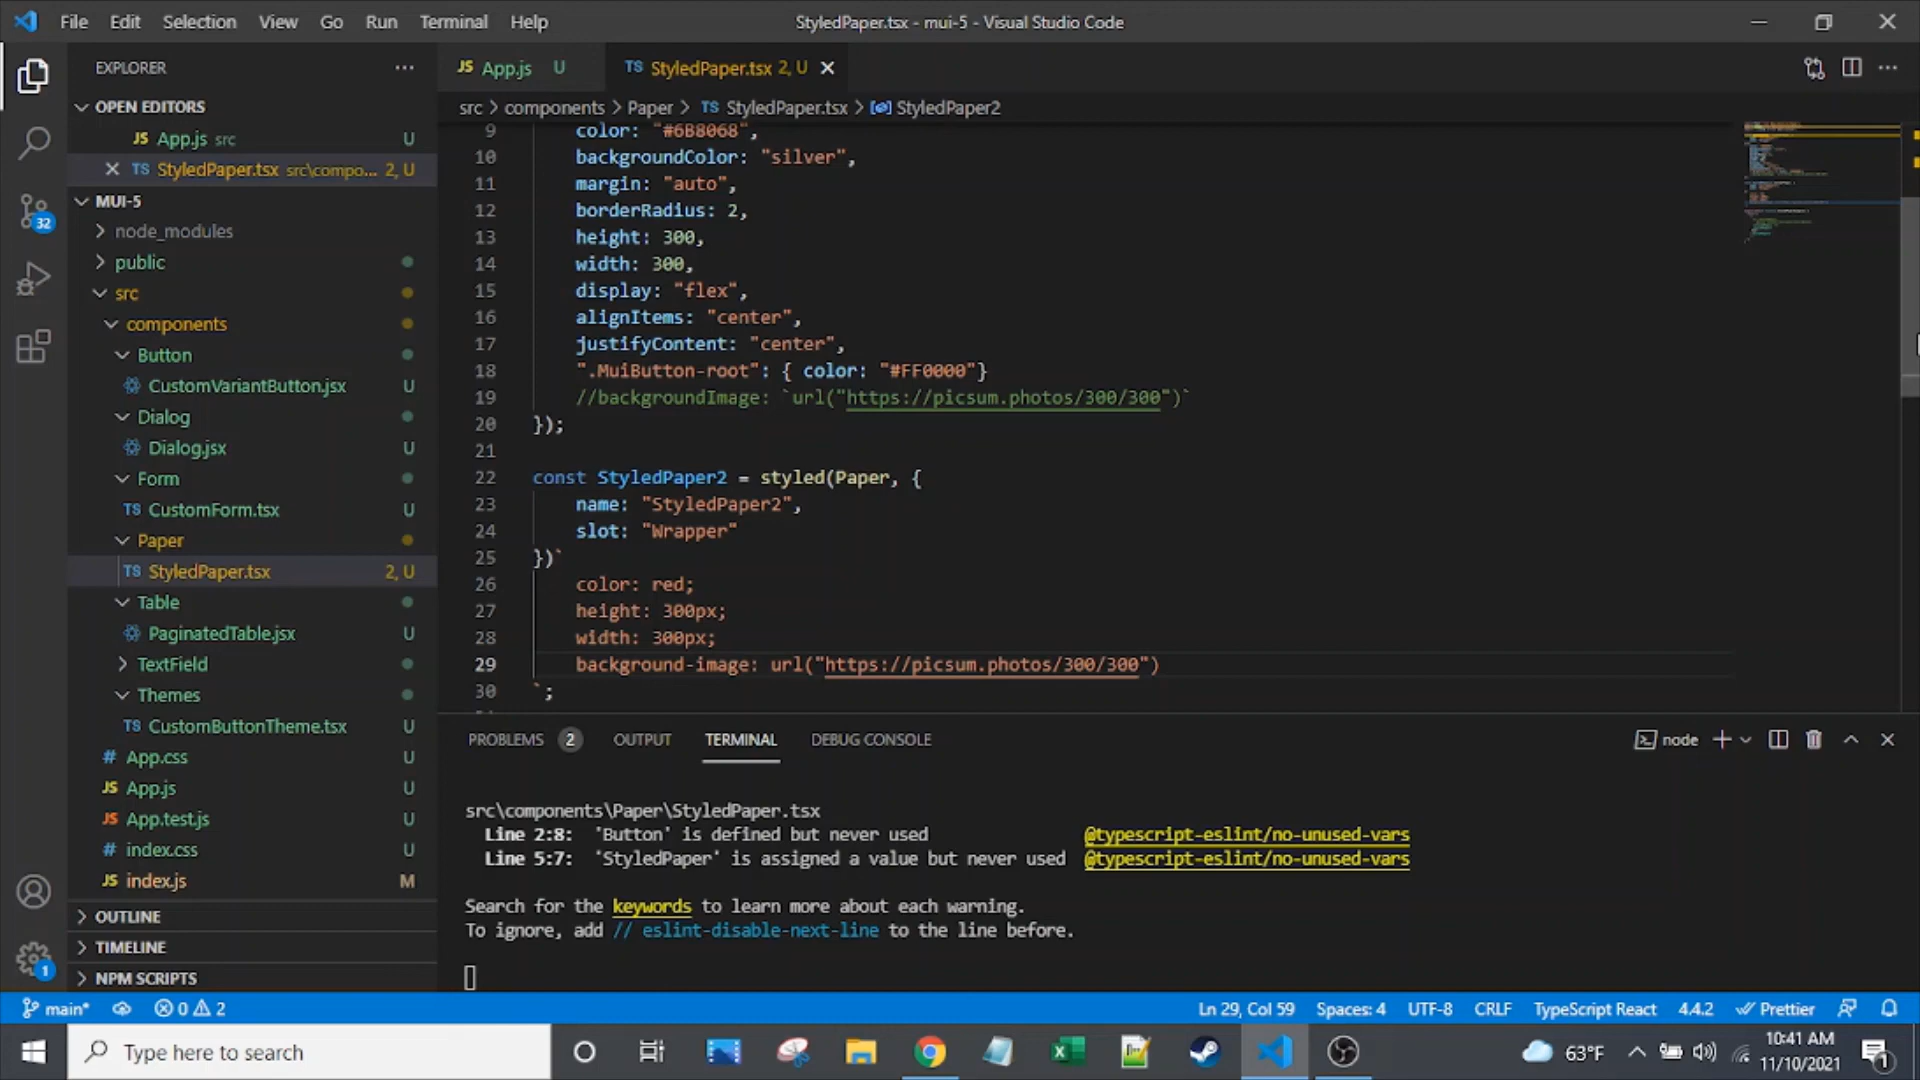 File Edit Selection View Go Run Terminal Help
StyledPaper.tsx - mui-5 - Visual Studio Code
EXPLORER
OPEN EDITORS
JS App.js src U
TS StyledPaper.tsx src\compo... 2, U
MUI-5
node_modules
public
src
components
Button
CustomVariantButton.jsx U
Dialog
Dialog.jsx U
Form
TS CustomForm.tsx U
Paper
TS StyledPaper.tsx 2, U
Table
PaginatedTable.jsx U
TextField
Themes
TS CustomButtonTheme.tsx U
# App.css U
JS App.js U
JS App.test.js U
# index.css U
JS index.js M
OUTLINE
TIMELINE
NPM SCRIPTS
32
1
JS App.js U
TS StyledPaper.tsx 2, U
src > components > Paper > TS StyledPaper.tsx > StyledPaper2
9 color: "#6B8068",
10 backgroundColor: "silver",
11 margin: "auto",
12 borderRadius: 2,
13 height: 300,
14 width: 300,
15 display: "flex",
16 alignItems: "center",
17 justifyContent: "center",
18 ".MuiButton-root": { color: "#FF0000"}
19 //backgroundImage: `url("https://picsum.photos/300/300")`
20 });
21
22 const StyledPaper2 = styled(Paper, {
23 name: "StyledPaper2",
24 slot: "Wrapper"
25 })`
26 color: red;
27 height: 300px;
28 width: 300px;
29 background-image: url("https://picsum.photos/300/300")
30 `;
PROBLEMS 2 OUTPUT TERMINAL DEBUG CONSOLE
node
src\components\Paper\StyledPaper.tsx
Line 2:8: 'Button' is defined but never used @typescript-eslint/no-unused-vars
Line 5:7: 'StyledPaper' is assigned a value but never used @typescript-eslint/no-unused-vars
Search for the keywords to learn more about each warning.
To ignore, add // eslint-disable-next-line to the line before.
main* 0 2
Ln 29, Col 59 Spaces: 4 UTF-8 CRLF TypeScript React 4.4.2 Prettier
Type here to search
63°F
10:41 AM
11/10/2021
1